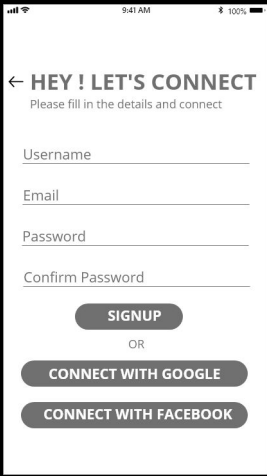 9:41 AM 100%
HEY ! LET'S CONNECT
Please fill in the details and connect
Username
Email
Password
Confirm Password
SIGNUP
OR
CONNECT WITH GOOGLE
CONNECT WITH FACEBOOK